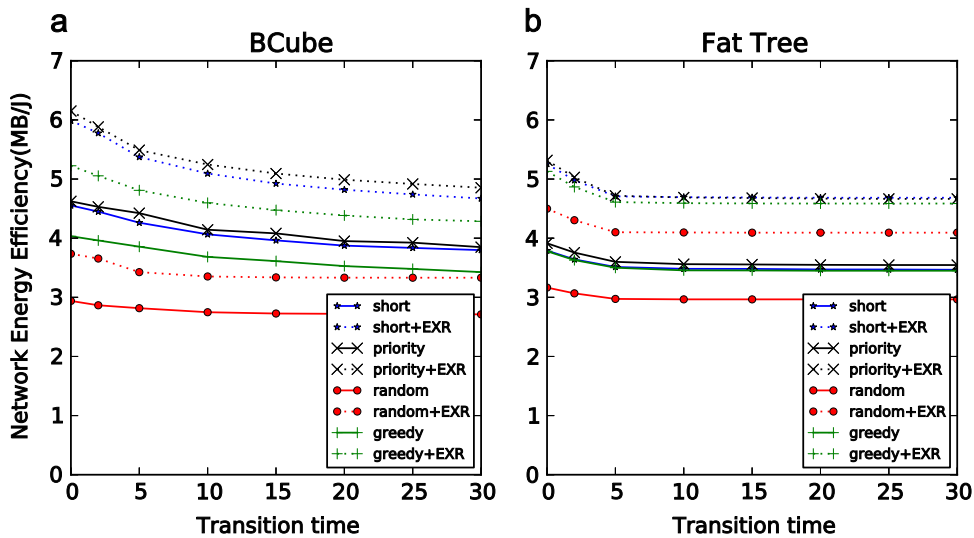 a
BCube
Network Energy Efficiency(MB/J)
7
6
5
4
3
2
1
0
0 5 10 15 20 25 30
Transition time
short
short+EXR
priority
priority+EXR
random
random+EXR
greedy
greedy+EXR
b
Fat Tree
7
6
5
4
3
2
1
0
0 5 10 15 20 25 30
Transition time
short
short+EXR
priority
priority+EXR
random
random+EXR
greedy
greedy+EXR